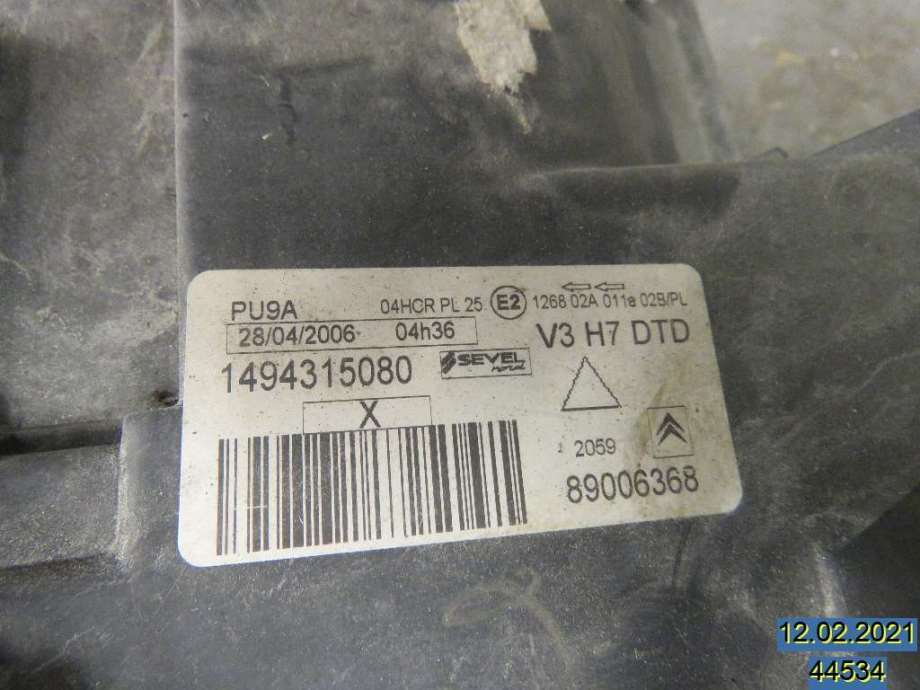 PU9A 04HCR PL 25 E2 1268 02A 011e 02B/PL
28/04/2006 04h36 V3 H7 DTD
1494315080 SEVEL nord
X
2059
89006368
12.02.2021
44534